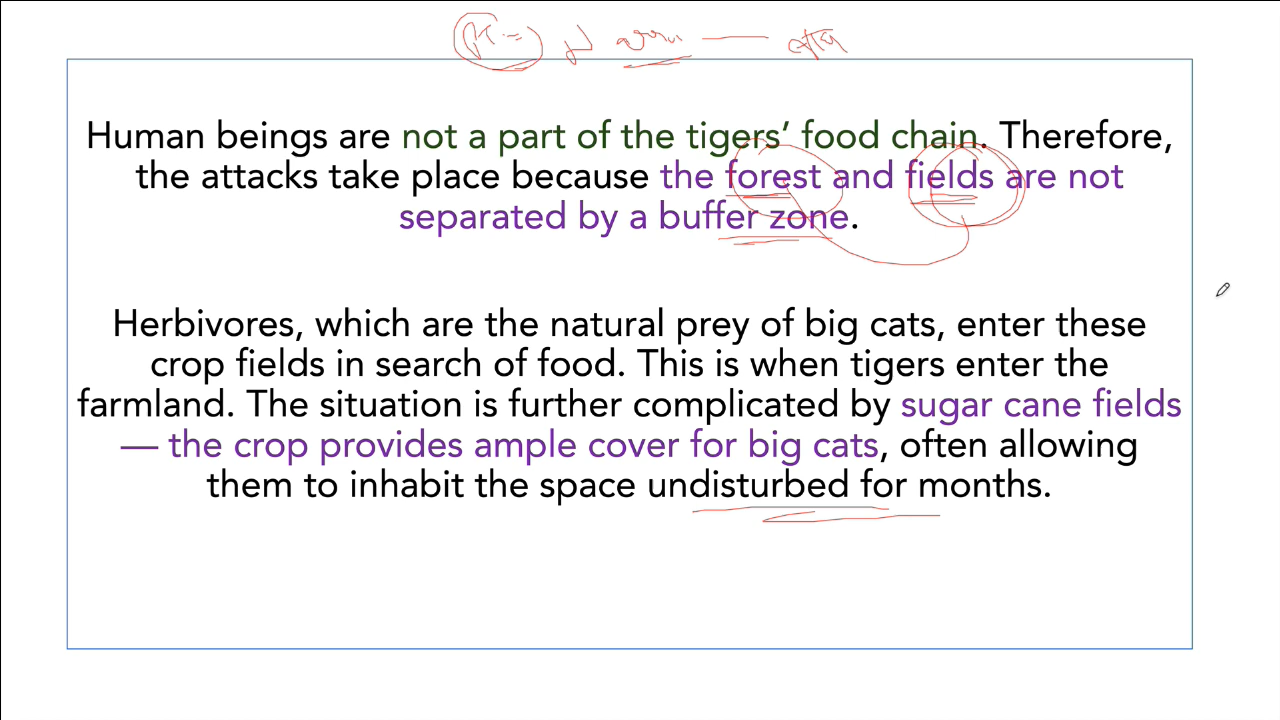 Human beings are not a part of the tigers’ food chain. Therefore,
the attacks take place because the forest and fields are not
separated by a buffer zone.
Herbivores, which are the natural prey of big cats, enter these
crop fields in search of food. This is when tigers enter the
farmland. The situation is further complicated by sugar cane fields
— the crop provides ample cover for big cats, often allowing
them to inhabit the space undisturbed for months.